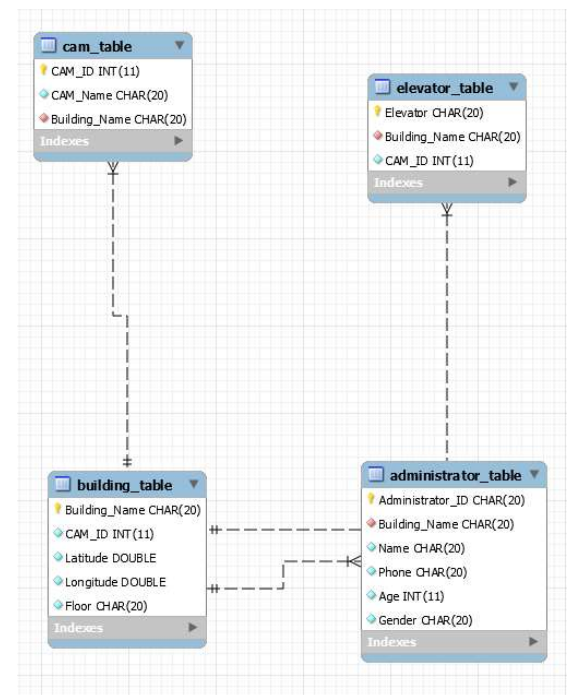 cam_table
CAM_ID INT(11)
CAM_Name CHAR(20)
Building_Name CHAR(20)
Indexes
elevator_table
Elevator CHAR(20)
Building_Name CHAR(20)
CAM_ID INT(11)
Indexes
building_table
Building_Name CHAR(20)
CAM_ID INT(11)
Latitude DOUBLE
Longitude DOUBLE
Floor CHAR(20)
Indexes
administrator_table
Administrator_ID CHAR(20)
Building_Name CHAR(20)
Name CHAR(20)
Phone CHAR(20)
Age INT(11)
Gender CHAR(20)
Indexes